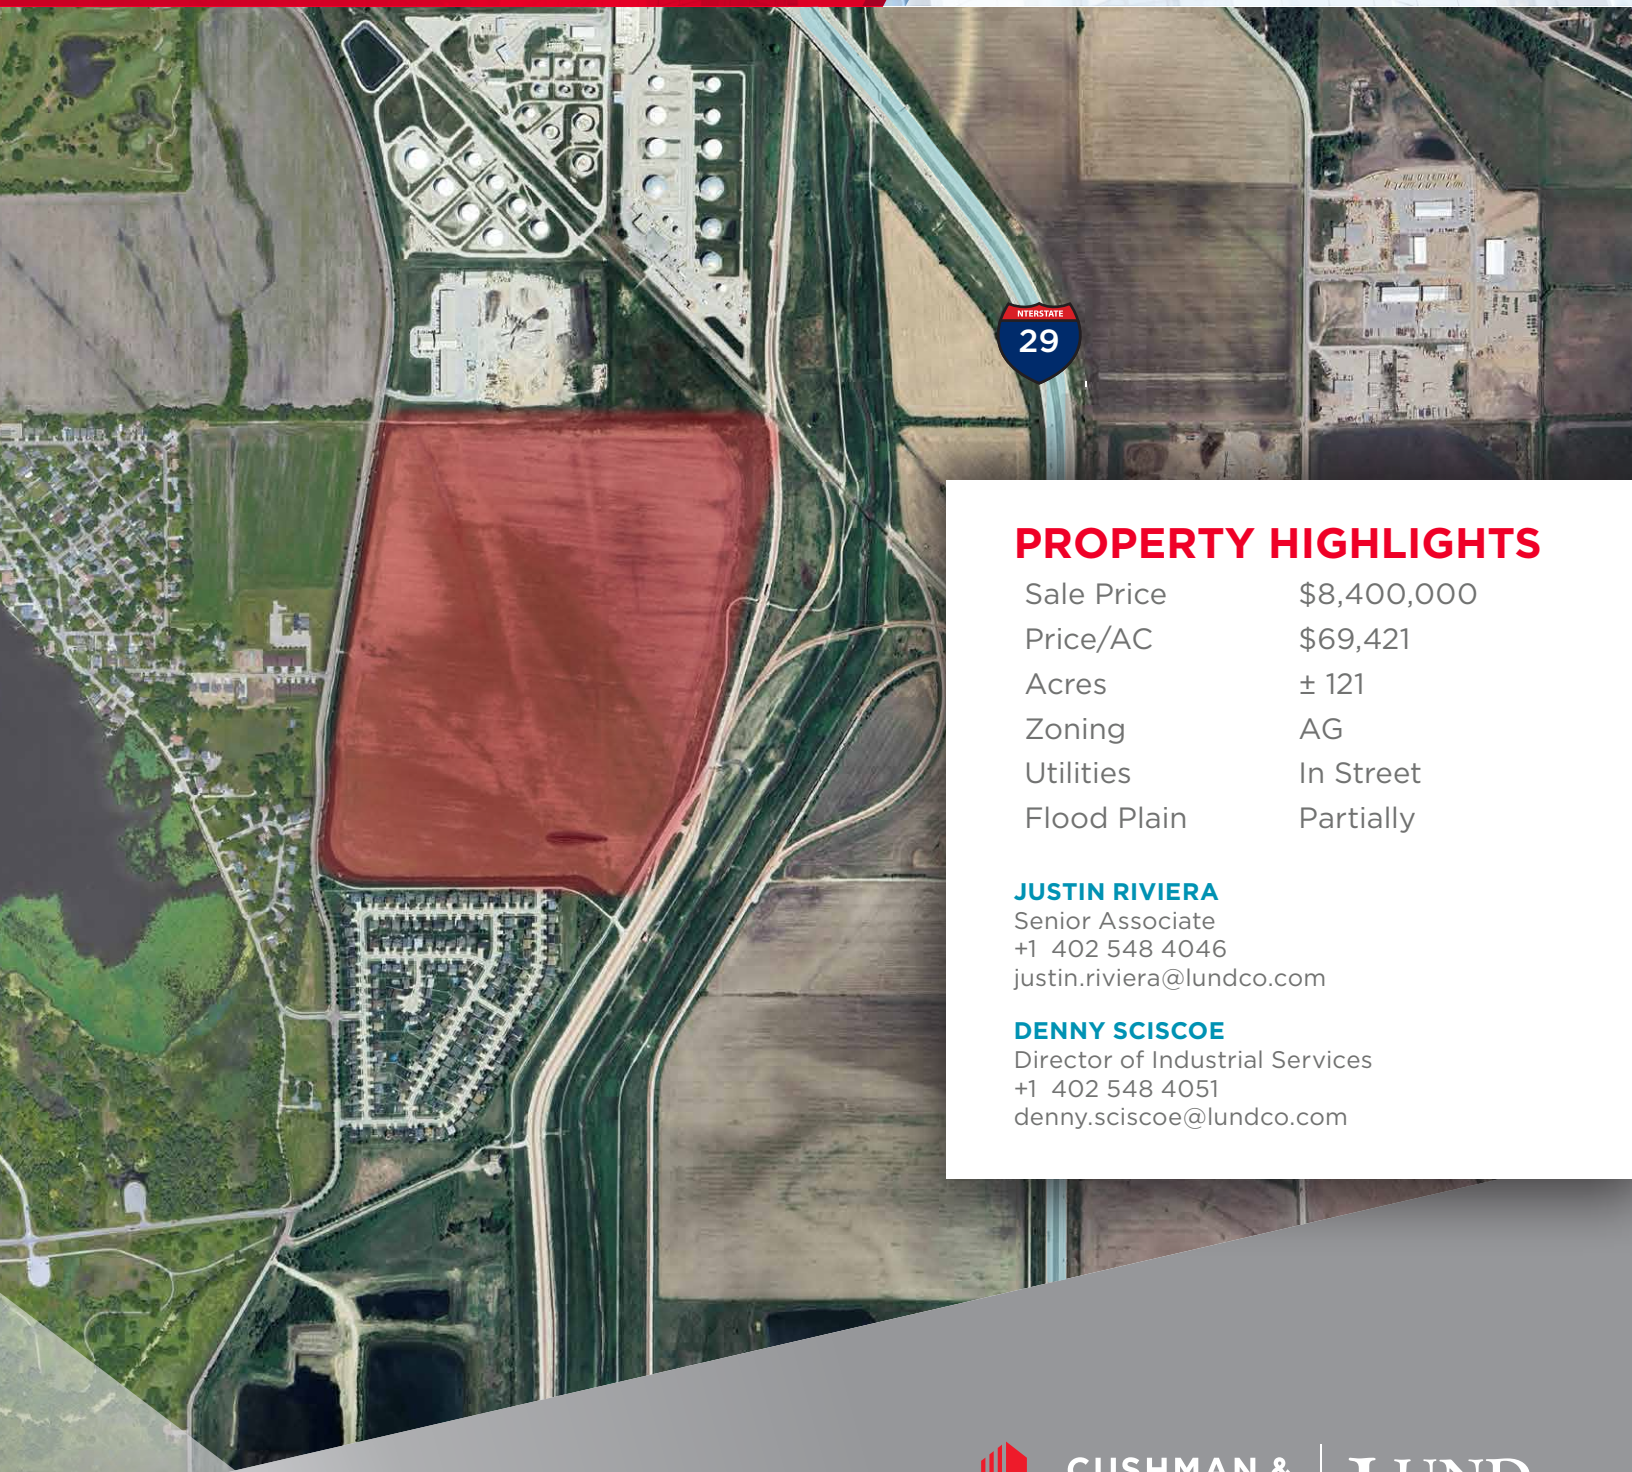 NTERSTATE
29
PROPERTY HIGHLIGHTS
Sale Price $8,400,000
Price/AC $69,421
Acres ± 121
Zoning AG
Utilities In Street
Flood Plain Partially
JUSTIN RIVIERA
Senior Associate
+1 402 548 4046
justin.riviera@lundco.com
DENNY SCISCOE
Director of Industrial Services
+1 402 548 4051
denny.sciscoe@lundco.com
CUSHMAN & LUND